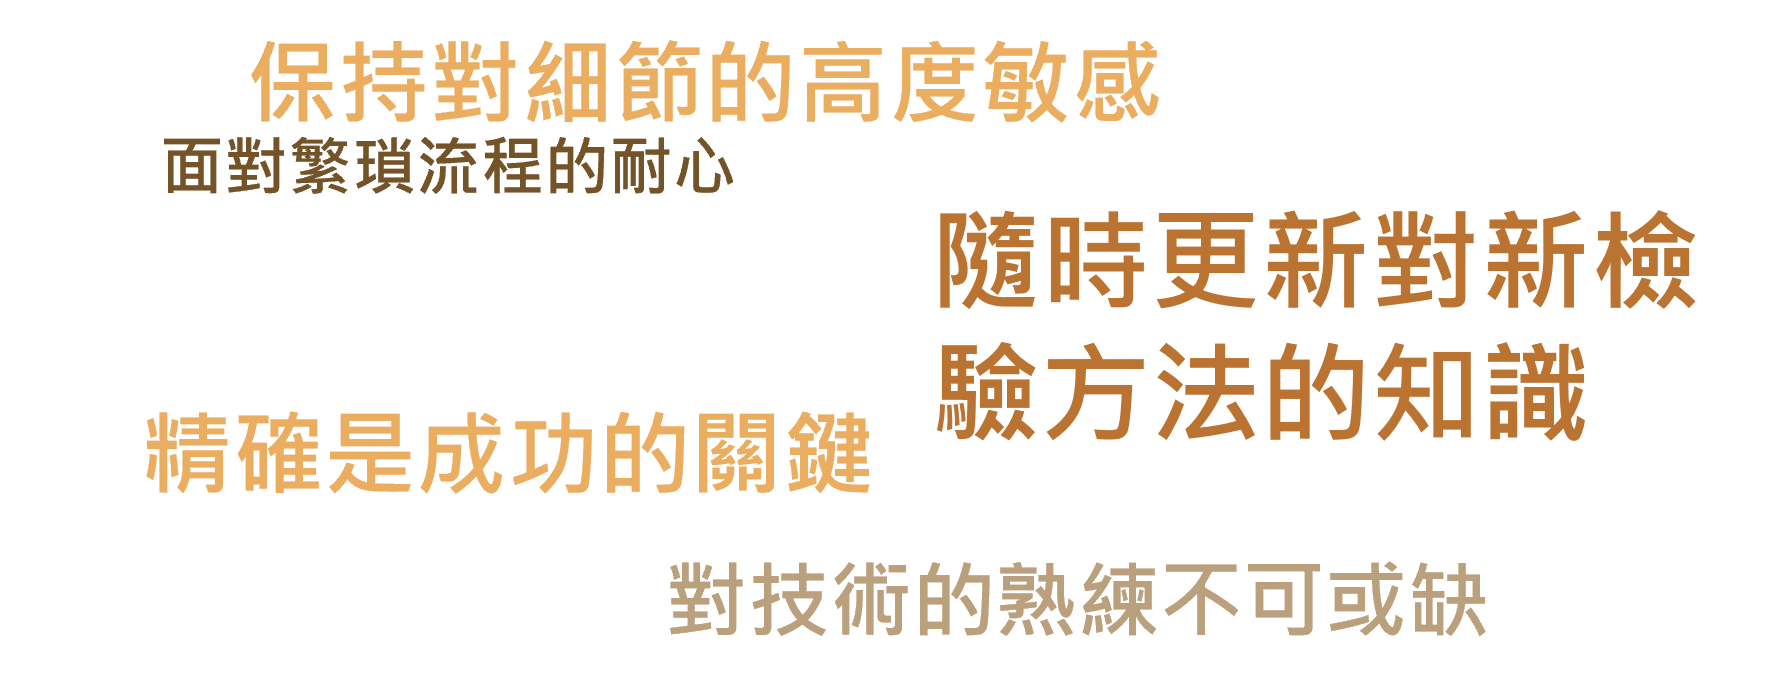 保持對細節的高度敏感
面對繁瑣流程的耐心
隨時更新對新檢
驗方法的知識
精確是成功的關鍵
對技術的熟練不可或缺